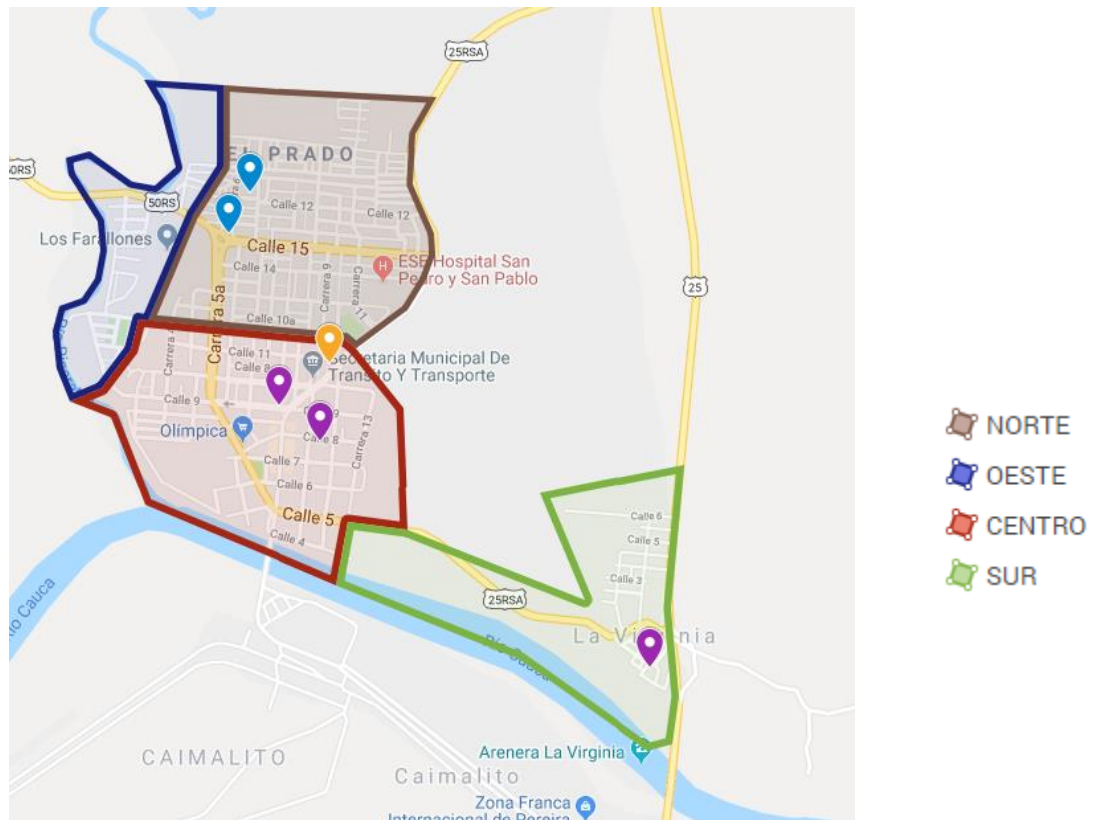 25RSA
EL PRADO
50RS
Calle 12
Calle 12
Los Farallones
Calle 15
ESE Hospital San
Pedro y San Pablo
Calle 14
Carrera 9
Carrera 11
25
Carrera 5a
Calle 10a
Calle 11
Secretaria Municipal De
Transito Y Transporte
Calle 9
Olímpica
Calle 8
Carrera 13
NORTE
Calle 7
OESTE
Calle 6
Calle 5
Calle 6
CENTRO
Calle 4
Calle 5
SUR
Calle 3
25RSA
La Virginia
Río Cauca
CAIMALITO
Arenera La Virginia
Caimalito
Zona Franca
Internacional de Pereira